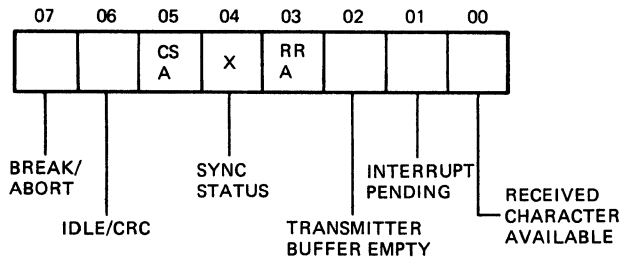 07 06 05 04 03 02 01 00
CS
A
X
RR
A
BREAK/
ABORT
IDLE/CRC
SYNC
STATUS
TRANSMITTER
BUFFER EMPTY
INTERRUPT
PENDING
RECEIVED
CHARACTER
AVAILABLE